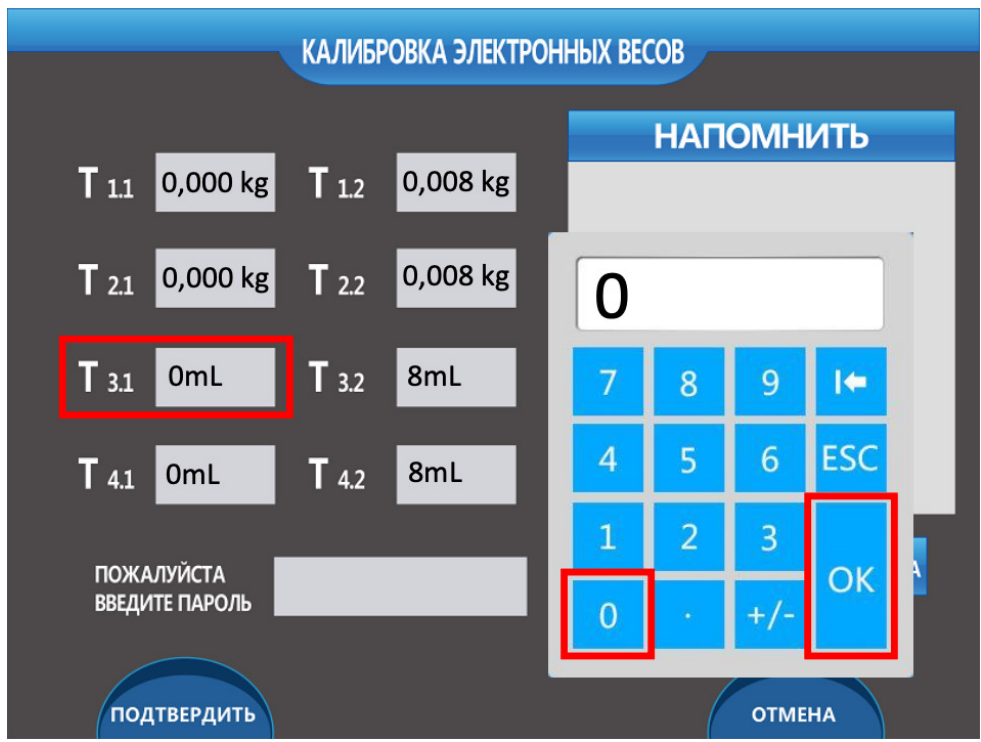 КАЛИБРОВКА ЭЛЕКТРОННЫХ ВЕСОВ
НАПОМНИТЬ
T 1.1 0,000 kg T 1.2 0,008 kg
T 2.1 0,000 kg T 2.2 0,008 kg
T 3.1 0mL T 3.2 8mL
T 4.1 0mL T 4.2 8mL
0
7 8 9
4 5 6 ESC
1 2 3
0 . +/- OK
А
ПОЖАЛУЙСТА
ВВЕДИТЕ ПАРОЛЬ
ПОДТВЕРДИТЬ ОТМЕНА